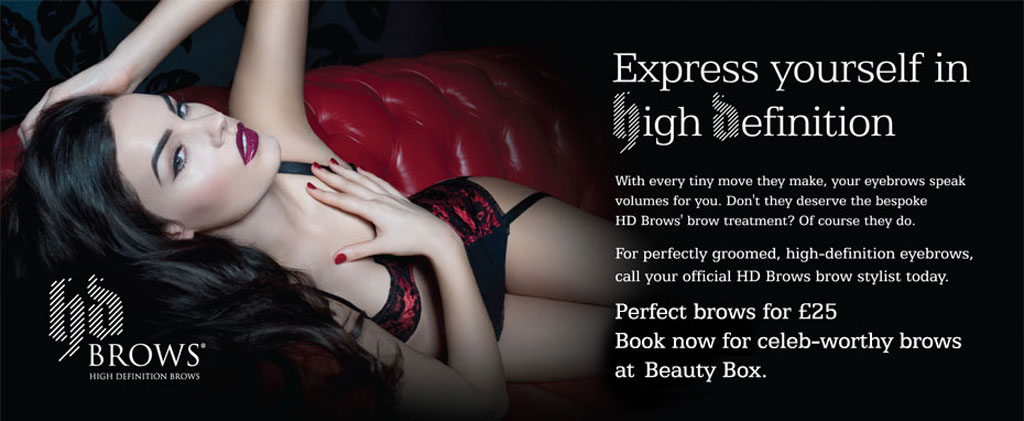 Express yourself in
High Definition
With every tiny move they make, your eyebrows speak
volumes for you. Don't they deserve the bespoke
HD Brows' brow treatment? Of course they do.
For perfectly groomed, high-definition eyebrows,
call your official HD Brows brow stylist today.
Perfect brows for £25
Book now for celeb-worthy brows
at Beauty Box.
hd
BROWS®
HIGH DEFINITION BROWS